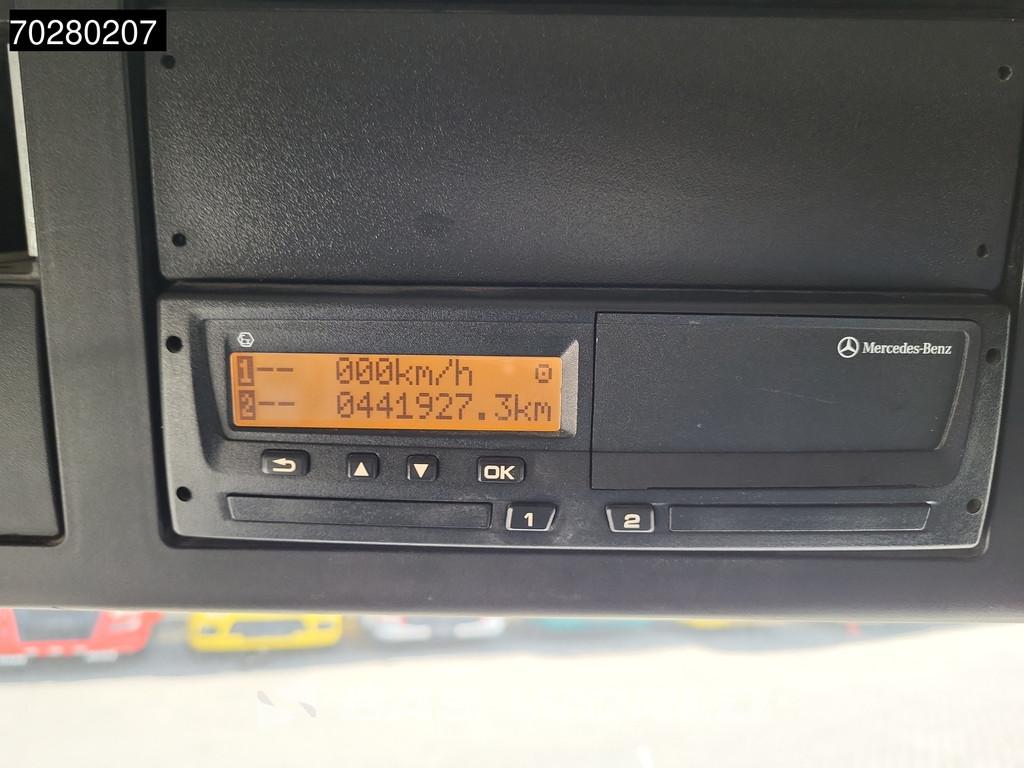 70280207
Mercedes-Benz
1-- 000km/h
2-- 0441927.3km
OK
1
2